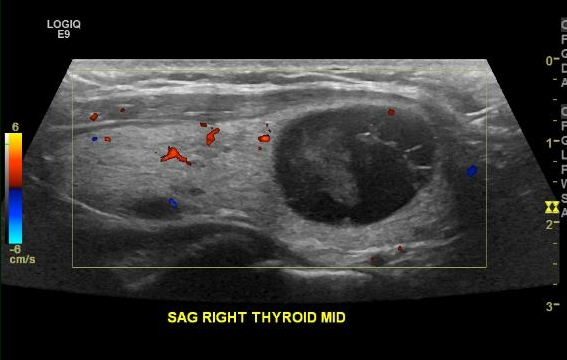 LOGIQ
E9
6
-6
cm/s
0
1
2
3
C
F
G
D
A
C
F
G
L
F
W
S
A
SAG RIGHT THYROID MID